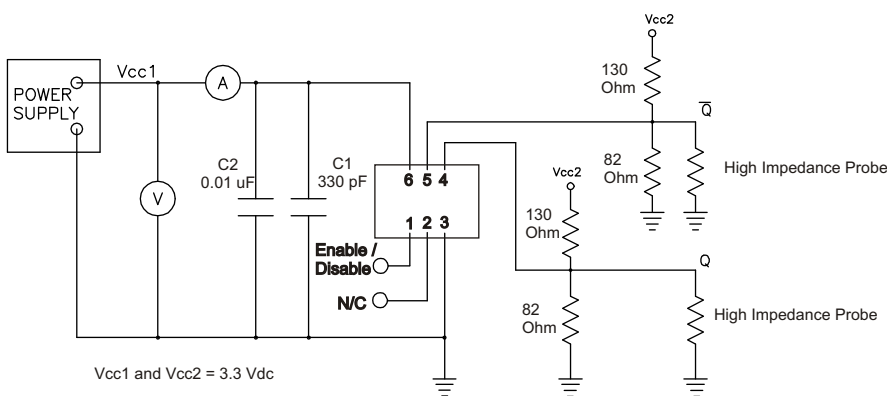 Vcc2
130
Ohm
Vcc1
A
POWER
SUPPLY
Q̅
C2
0.01 uF
C1
330 pF
82
Ohm
High Impedance Probe
6 5 4
Vcc2
V
130
Ohm
1 2 3
Enable /
Disable
Q
N/C
82
Ohm
High Impedance Probe
Vcc1 and Vcc2 = 3.3 Vdc